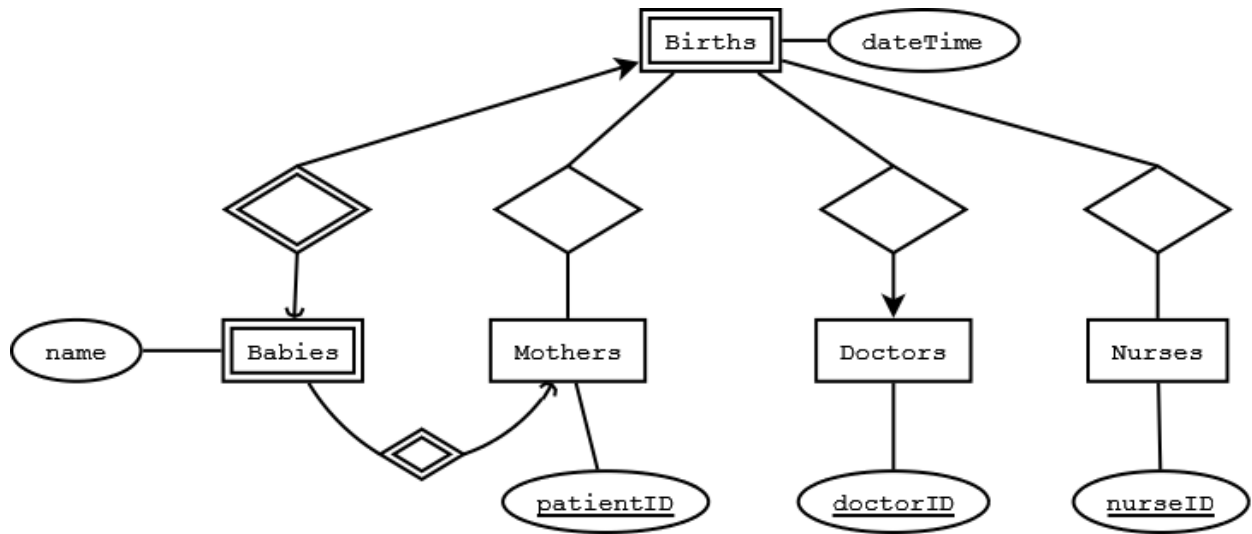 Births
dateTime
name
Babies
Mothers
Doctors
Nurses
patientID
doctorID
nurseID